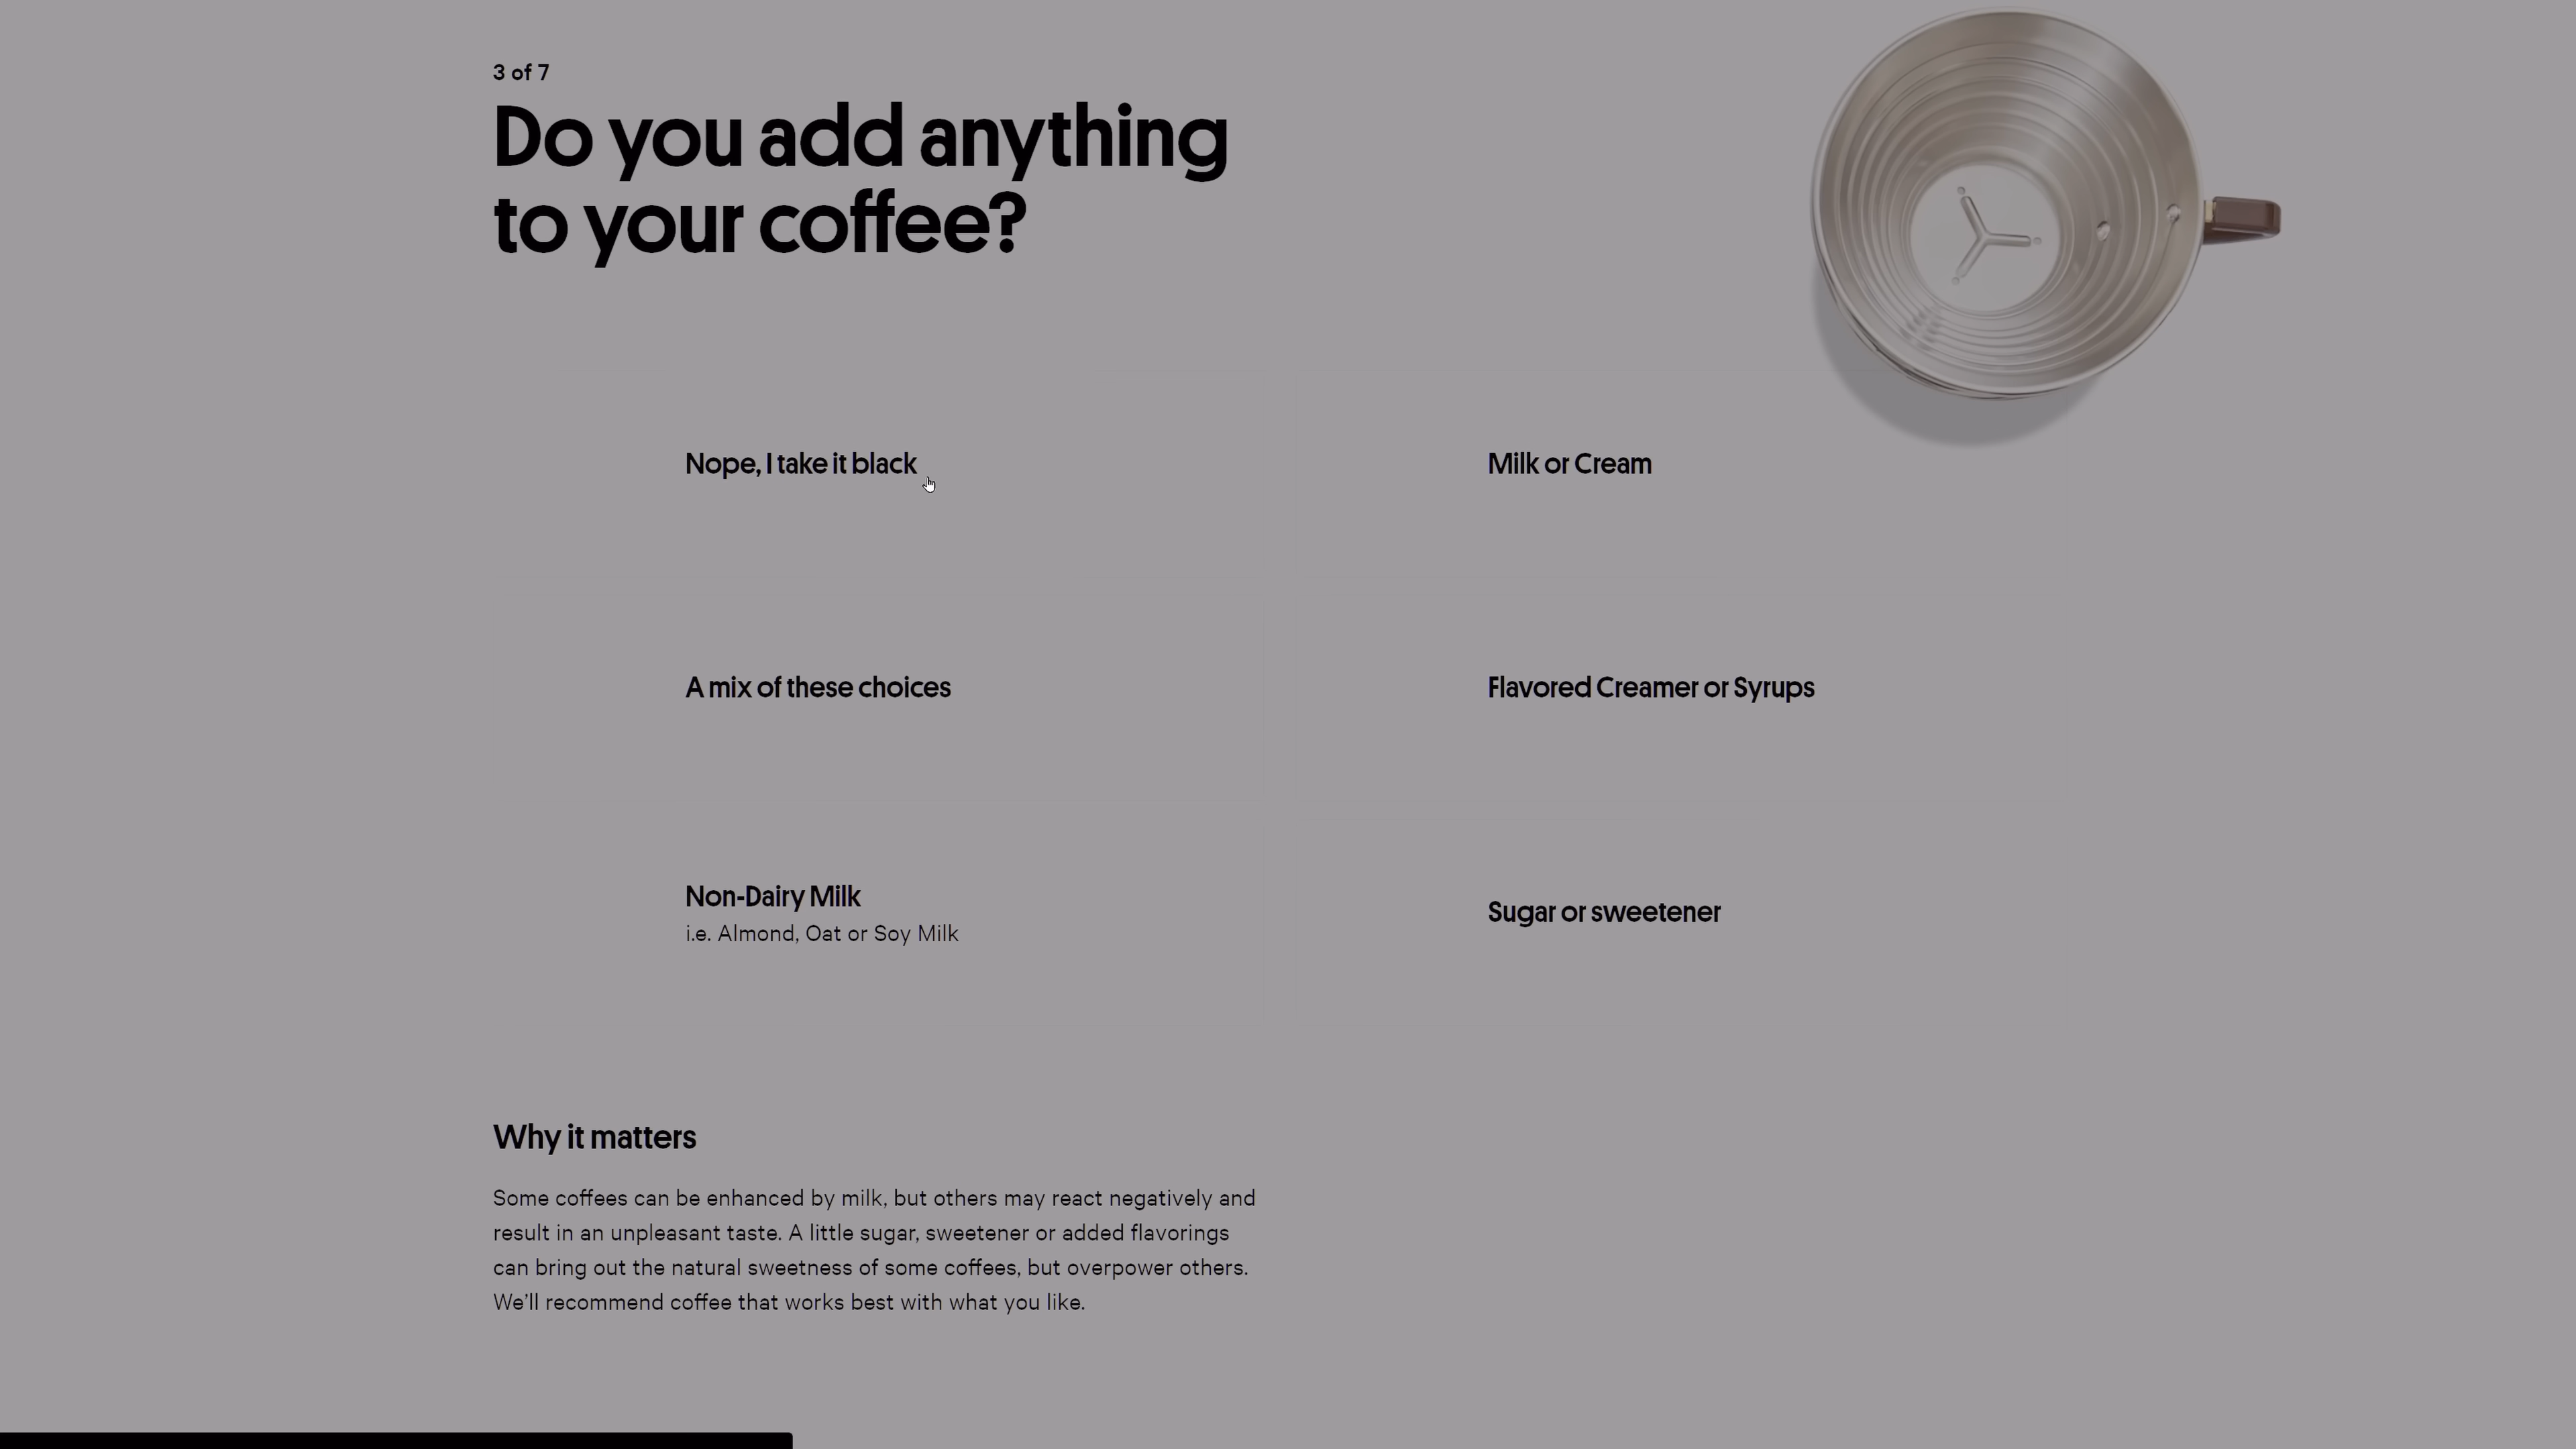 3 of 7
Do you add anything
to your coffee?
Nope, I take it black
Milk or Cream
A mix of these choices
Flavored Creamer or Syrups
Non-Dairy Milk
i.e. Almond, Oat or Soy Milk
Sugar or sweetener
Why it matters
Some coffees can be enhanced by milk, but others may react negatively and
result in an unpleasant taste. A little sugar, sweetener or added flavorings
can bring out the natural sweetness of some coffees, but overpower others.
We’ll recommend coffee that works best with what you like.